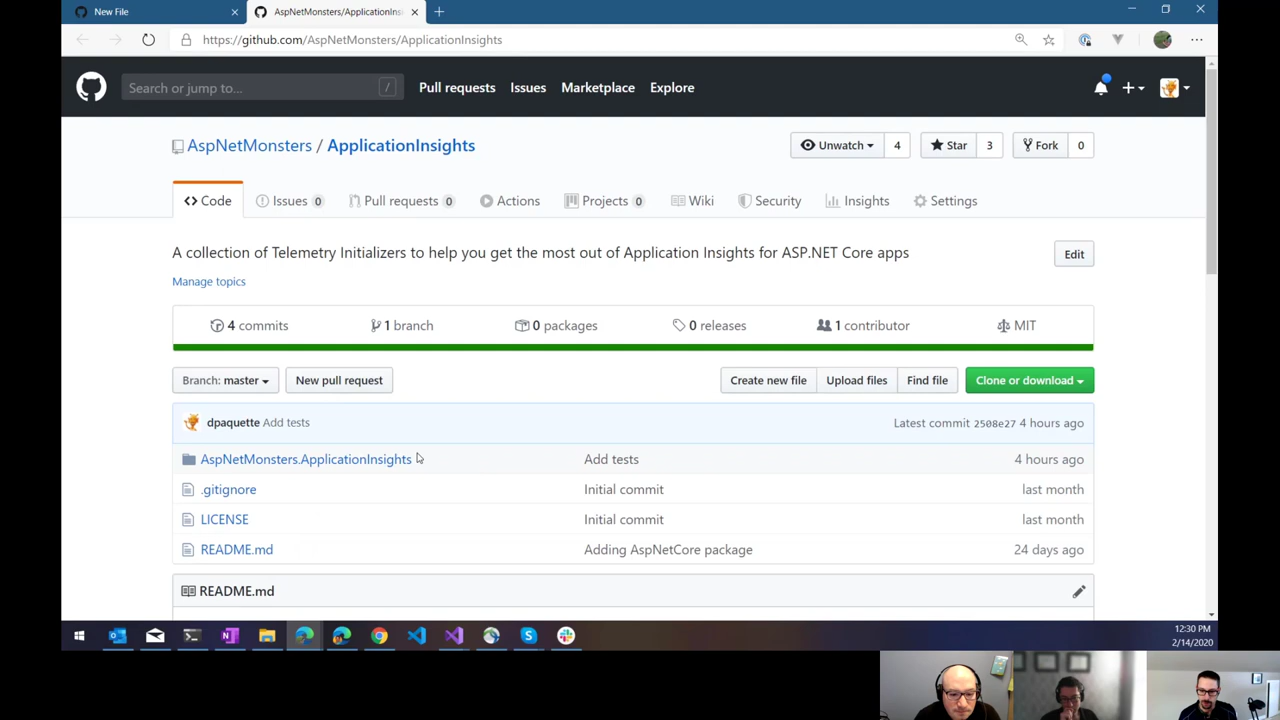 New File
AspNetMonsters/ApplicationInsi
https://github.com/AspNetMonsters/ApplicationInsights
Search or jump to...
/
Pull requests
Issues
Marketplace
Explore
AspNetMonsters / ApplicationInsights
Unwatch 4
Star 3
Fork 0
Code
Issues 0
Pull requests 0
Actions
Projects 0
Wiki
Security
Insights
Settings
A collection of Telemetry Initializers to help you get the most out of Application Insights for ASP.NET Core apps
Edit
Manage topics
4 commits
1 branch
0 packages
0 releases
1 contributor
MIT
Branch: master
New pull request
Create new file
Upload files
Find file
Clone or download
dpaquette Add tests
Latest commit 2508e27 4 hours ago
AspNetMonsters.ApplicationInsights Add tests 4 hours ago
.gitignore Initial commit last month
LICENSE Initial commit last month
README.md Adding AspNetCore package 24 days ago
README.md
12:30 PM
2/14/2020